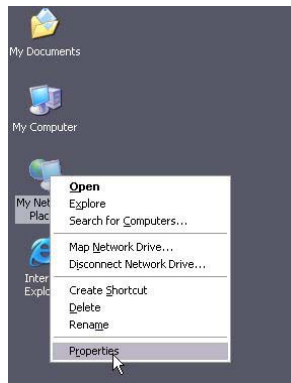 My Documents
My Computer
My Net
Plac
Open
Explore
Search for Computers...
Map Network Drive...
Disconnect Network Drive...
Inter
Explo
Create Shortcut
Delete
Rename
Properties